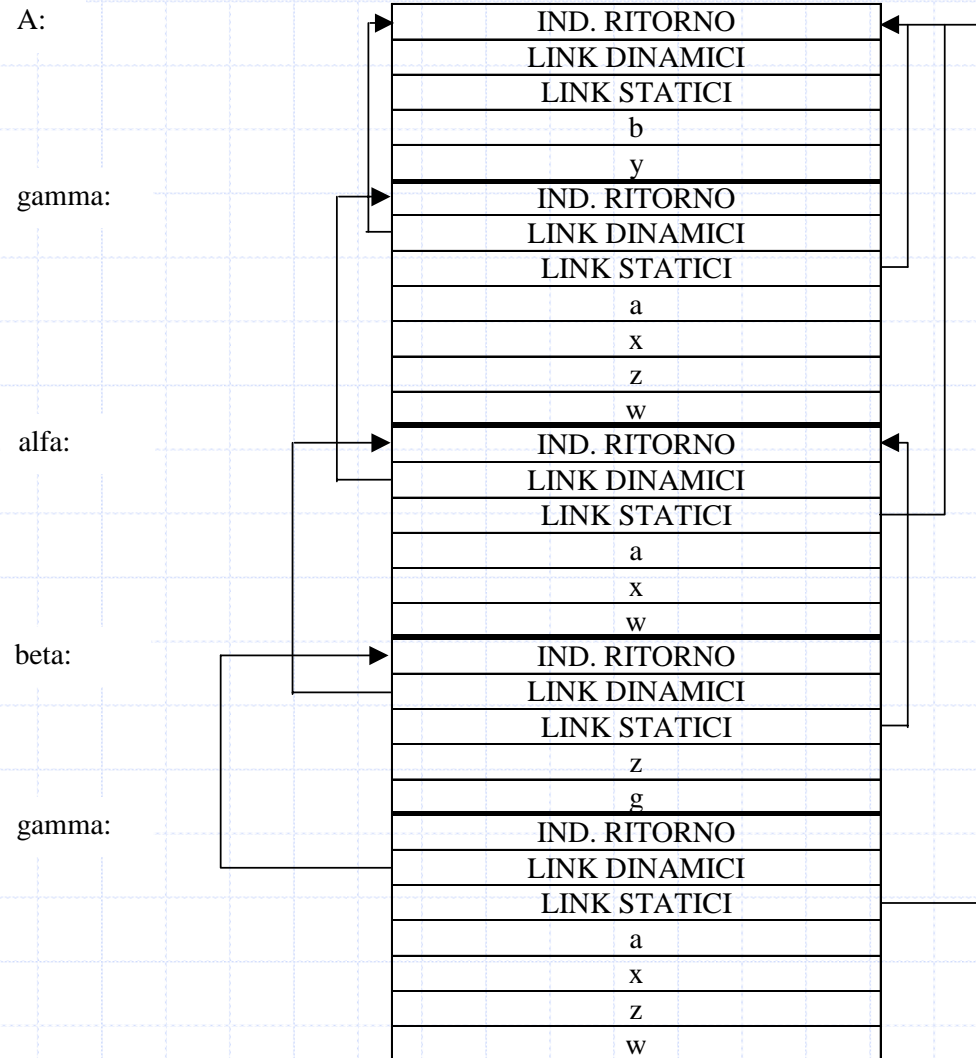 A:
IND. RITORNO
LINK DINAMICI
LINK STATICI
b
y
gamma:
IND. RITORNO
LINK DINAMICI
LINK STATICI
a
x
z
w
alfa:
IND. RITORNO
LINK DINAMICI
LINK STATICI
a
x
w
beta:
IND. RITORNO
LINK DINAMICI
LINK STATICI
z
g
gamma:
IND. RITORNO
LINK DINAMICI
LINK STATICI
a
x
z
w